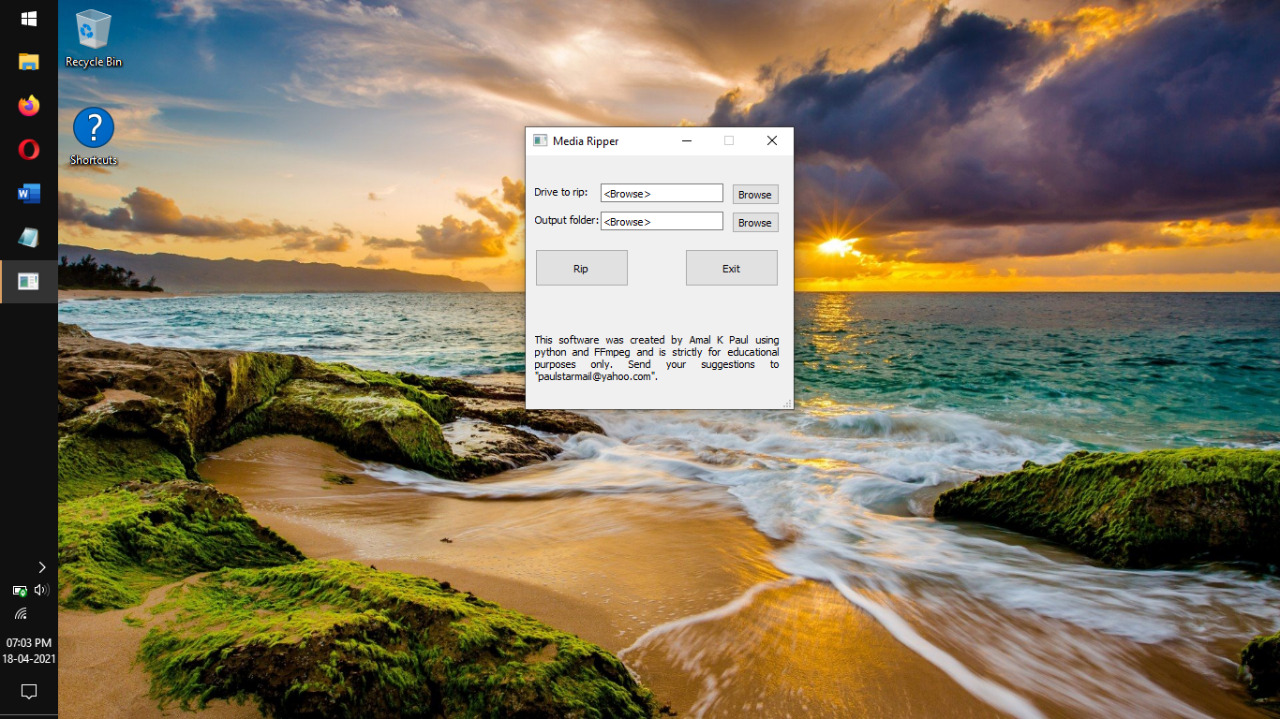 Recycle Bin
?
Shortcuts
W
Media Ripper
Drive to rip: <Browse> Browse
Output folder: <Browse> Browse
Rip Exit
This software was created by Amal K Paul using
python and FFmpeg and is strictly for educational
purposes only. Send your suggestions to
"paulstarmail@yahoo.com".
07:03 PM
18-04-2021